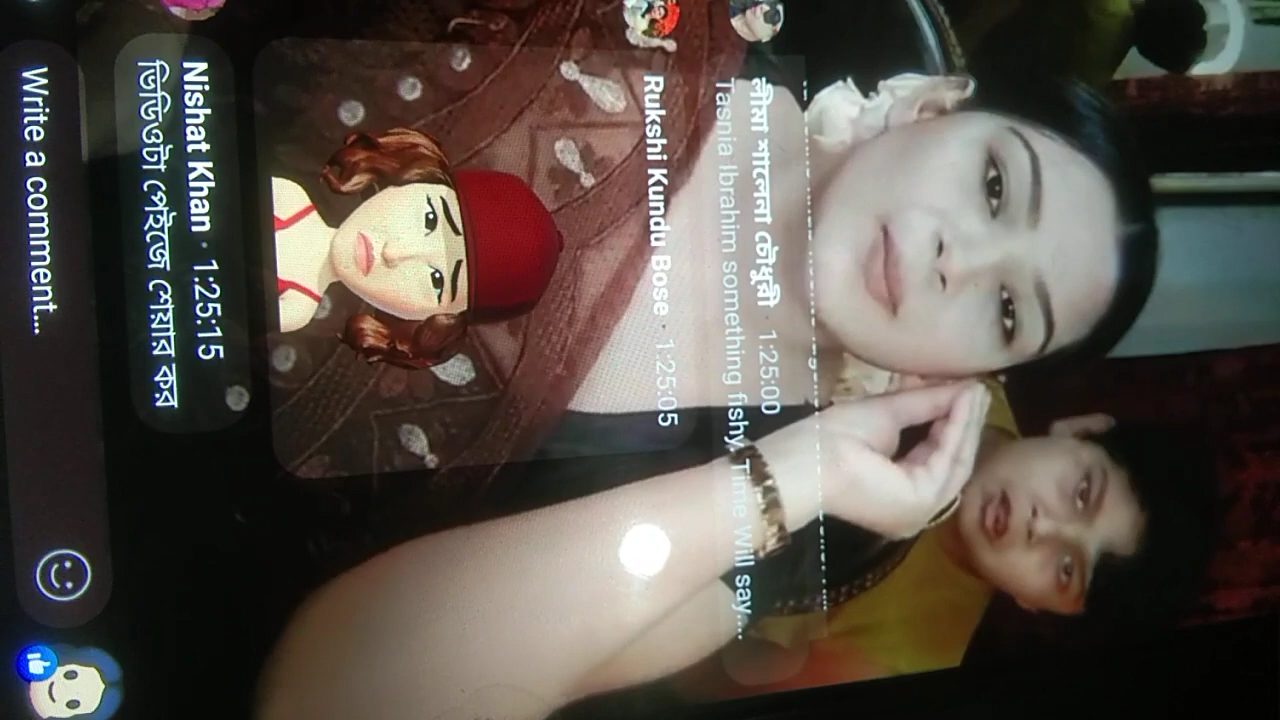 লীমা শালেনা চৌধুরী · 1:25:00
Tasnia Ibrahim something fishy, Time Will say....
Rukshi Kundu Bose · 1:25:05
Nishat Khan · 1:25:15
ভিডিওটা পেইজে শেয়ার কর
Write a comment...